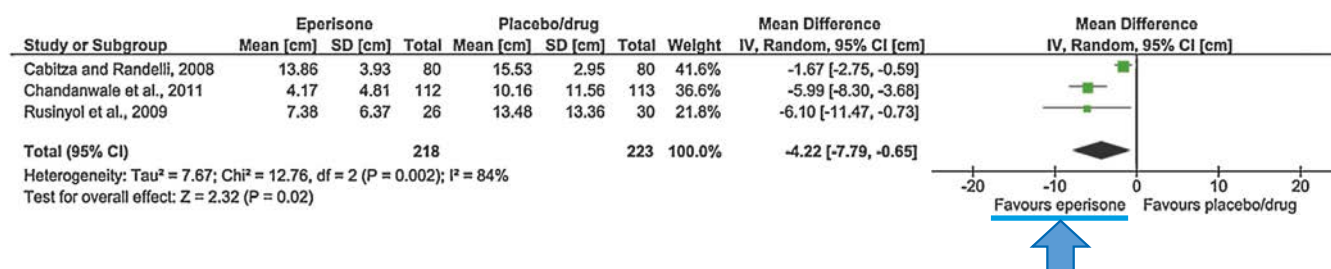 Eperisone Placebo/drug Mean Difference Mean Difference
Study or Subgroup Mean [cm] SD [cm] Total Mean [cm] SD [cm] Total Weight IV, Random, 95% CI [cm] IV, Random, 95% CI [cm]
Cabitza and Randelli, 2008 13.86 3.93 80 15.53 2.95 80 41.6% -1.67 [-2.75, -0.59]
Chandanwale et al., 2011 4.17 4.81 112 10.16 11.56 113 36.6% -5.99 [-8.30, -3.68]
Rusinyol et al., 2009 7.38 6.37 26 13.48 13.36 30 21.8% -6.10 [-11.47, -0.73]
Total (95% CI) 218 223 100.0% -4.22 [-7.79, -0.65]
Heterogeneity: Tau² = 7.67; Chi² = 12.76, df = 2 (P = 0.002); I² = 84%
Test for overall effect: Z = 2.32 (P = 0.02)
-20 -10 0 10 20
Favours eperisone Favours placebo/drug